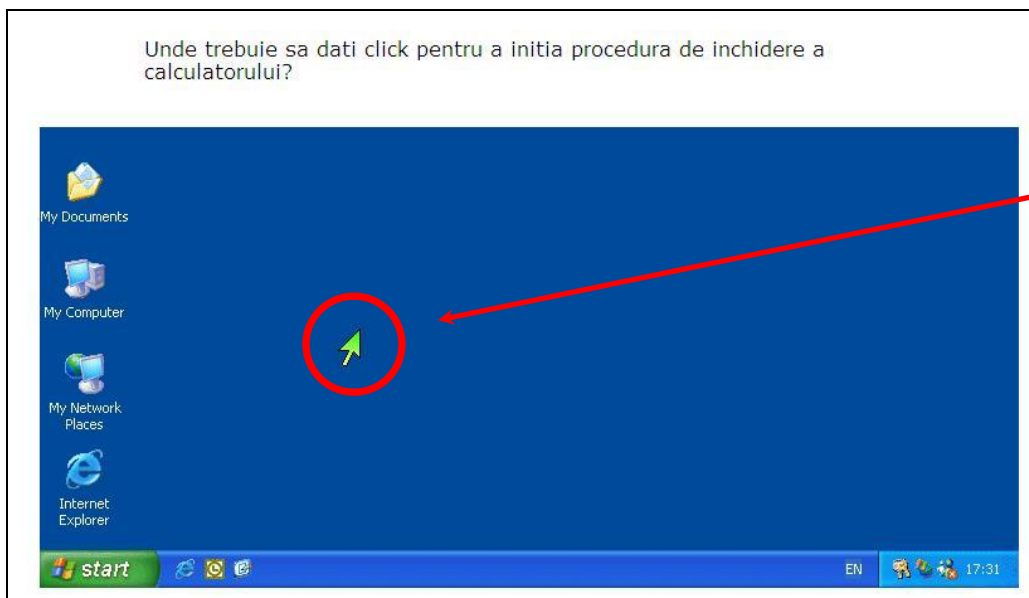 Unde trebuie sa dati click pentru a initia procedura de inchidere a
calculatorului?
My Documents
My Computer
My Network
Places
Internet
Explorer
start
EN
17:31